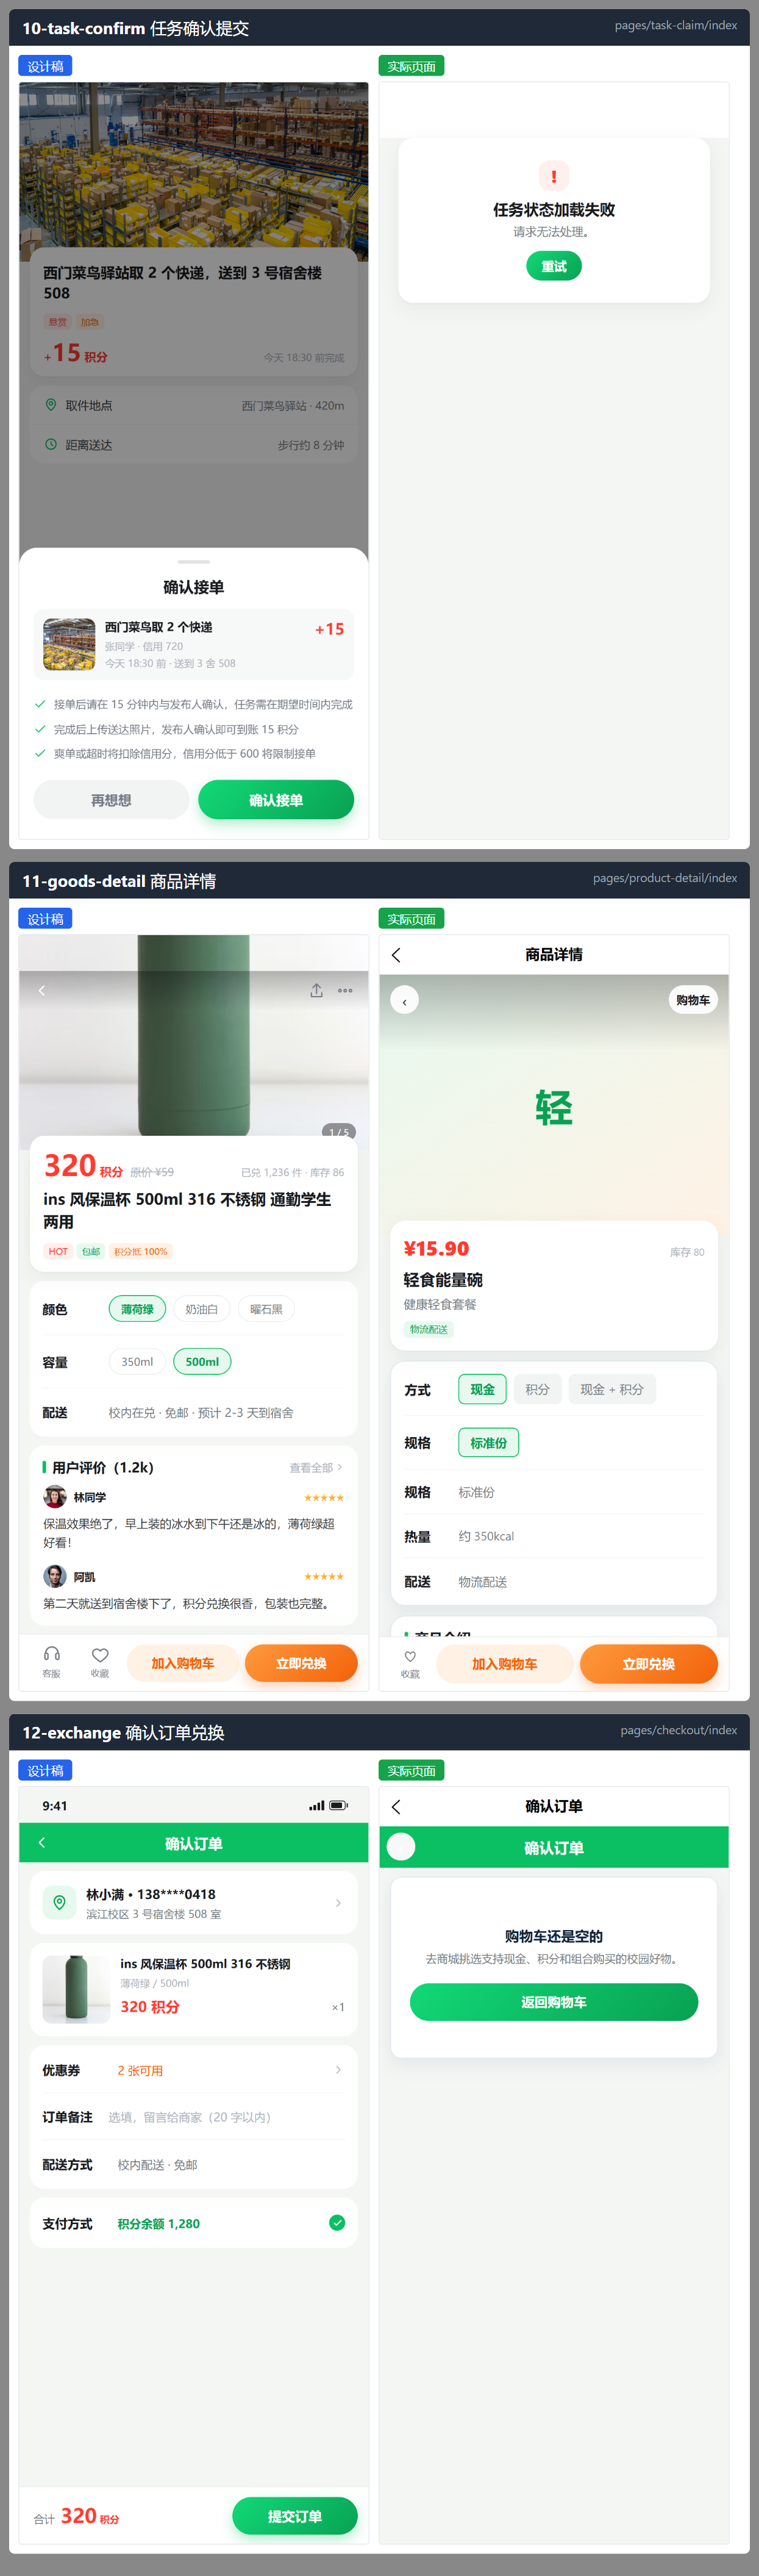 10-task-confirm 任务确认提交
pages/task-claim/index
设计稿
西门菜鸟驿站取 2 个快递，送到 3 号宿舍楼
508
悬赏 加急
+15 积分
今天 18:30 前完成
取件地点
西门菜鸟驿站 · 420m
距离送达
步行约 8 分钟
确认接单
西门菜鸟取 2 个快递
+15
张同学 · 信用 720
今天 18:30 前 · 送到 3 舍 508
接单后请在 15 分钟内与发布人确认，任务需在期望时间内完成
完成后上传送达照片，发布人确认即可到账 15 积分
爽单或超时将扣除信用分，信用分低于 600 将限制接单
再想想
确认接单
实际页面
!
任务状态加载失败
请求无法处理。
重试
11-goods-detail 商品详情
pages/product-detail/index
设计稿
1 / 5
320 积分 原价 ¥59
已兑 1,236 件 · 库存 86
ins 风保温杯 500ml 316 不锈钢 通勤学生
两用
HOT 包邮 积分抵 100%
颜色 薄荷绿 奶油白 曜石黑
容量 350ml 500ml
配送 校内在兑 · 免邮 · 预计 2-3 天到宿舍
用户评价（1.2k）
查看全部
林同学
★★★★★
保温效果绝了，早上装的冰水到下午还是冰的，薄荷绿超
好看！
阿凯
★★★★★
第二天就送到宿舍楼下了，积分兑换很香，包装也完整。
客服 收藏 加入购物车 立即兑换
实际页面
商品详情
购物车
轻
¥15.90
库存 80
轻食能量碗
健康轻食套餐
物流配送
方式 现金 积分 现金 + 积分
规格 标准份
规格 标准份
热量 约 350kcal
配送 物流配送
商品介绍
收藏 加入购物车 立即兑换
12-exchange 确认订单兑换
pages/checkout/index
设计稿
9:41
确认订单
林小满 • 138****0418
滨江校区 3 号宿舍楼 508 室
ins 风保温杯 500ml 316 不锈钢
薄荷绿 / 500ml
320 积分
×1
优惠券 2 张可用
订单备注 选填，留言给商家（20 字以内）
配送方式 校内配送 · 免邮
支付方式 积分余额 1,280
合计 320 积分
提交订单
实际页面
确认订单
确认订单
购物车还是空的
去商城挑选支持现金、积分和组合购买的校园好物。
返回购物车